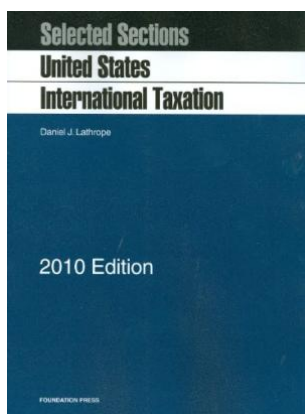 Selected Sections
United States
International Taxation
Daniel J. Lathrope
2010 Edition
FOUNDATION PRESS